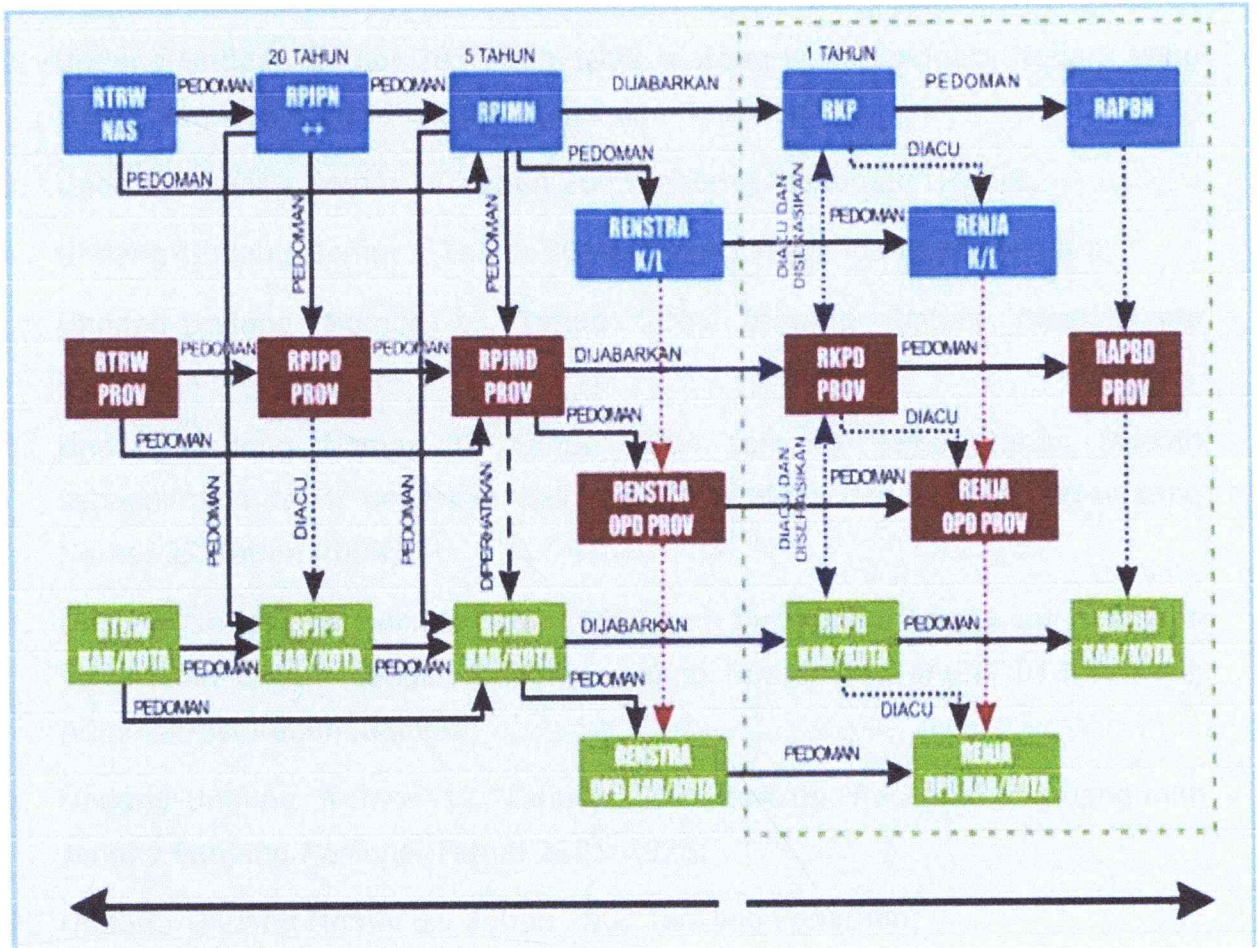 20 TAHUN
5 TAHUN
1 TAHUN
RTRW
NAS
PEDOMAN
RPJPN
++
PEDOMAN
RPJMN
DIJABARKAN
RKP
PEDOMAN
RAPBN
PEDOMAN
PEDOMAN
DIACU
PEDOMAN
PEDOMAN
RENSTRA
K/L
PEDOMAN
RENJA
K/L
DIACU DAN
DISERASIKAN
RTRW
PROV
PEDOMAN
RPJPD
PROV
PEDOMAN
RPJMD
PROV
DIJABARKAN
RKPD
PROV
PEDOMAN
RAPBD
PROV
PEDOMAN
PEDOMAN
DIACU
PEDOMAN
DIACU
PEDOMAN
DIPERHATIKAN
RENSTRA
OPD PROV
PEDOMAN
RENJA
OPD PROV
DIACU DAN
DISERASIKAN
RTRW
KAB/KOTA
PEDOMAN
RPJPD
KAB/KOTA
PEDOMAN
RPJMD
KAB/KOTA
DIJABARKAN
RKPD
KAB/KOTA
PEDOMAN
RAPBD
KAB/KOTA
PEDOMAN
PEDOMAN
DIACU
RENSTRA
OPD KAB/KOTA
PEDOMAN
RENJA
OPD KAB/KOTA